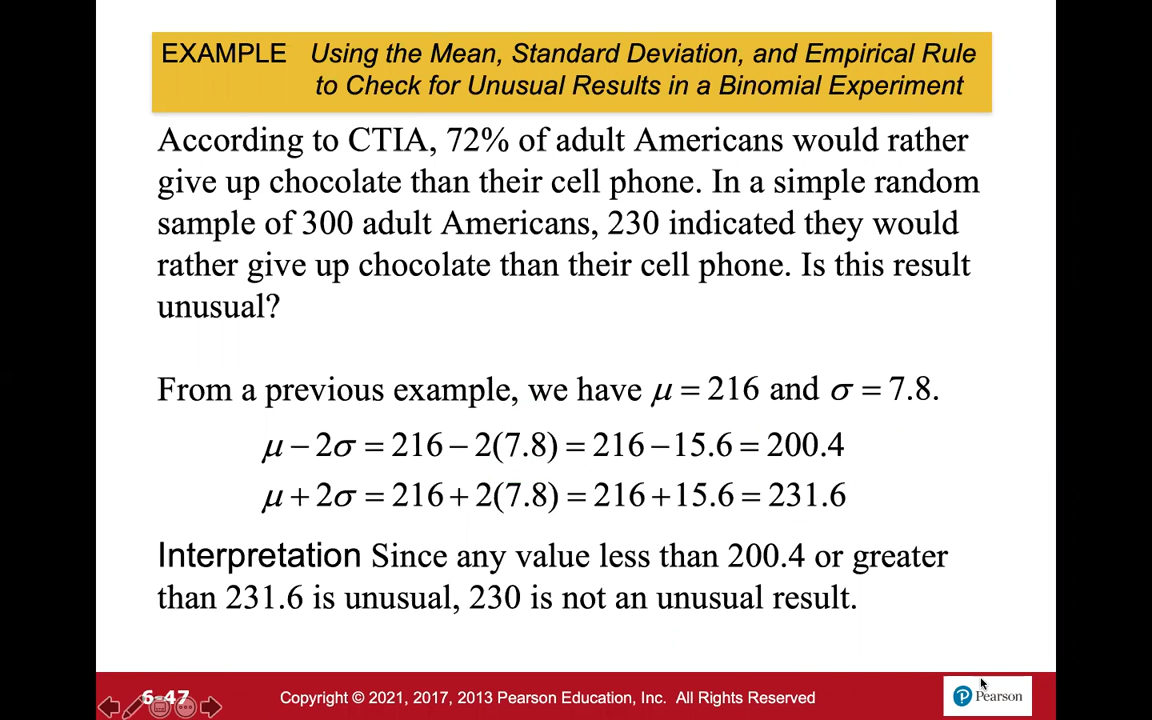 EXAMPLE Using the Mean, Standard Deviation, and Empirical Rule
to Check for Unusual Results in a Binomial Experiment
According to CTIA, 72% of adult Americans would rather
give up chocolate than their cell phone. In a simple random
sample of 300 adult Americans, 230 indicated they would
rather give up chocolate than their cell phone. Is this result
unusual?
From a previous example, we have μ = 216 and σ = 7.8.
μ − 2σ = 216 − 2(7.8) = 216 − 15.6 = 200.4
μ + 2σ = 216 + 2(7.8) = 216 + 15.6 = 231.6
Interpretation Since any value less than 200.4 or greater
than 231.6 is unusual, 230 is not an unusual result.
6-47
Copyright © 2021, 2017, 2013 Pearson Education, Inc. All Rights Reserved
P Pearson